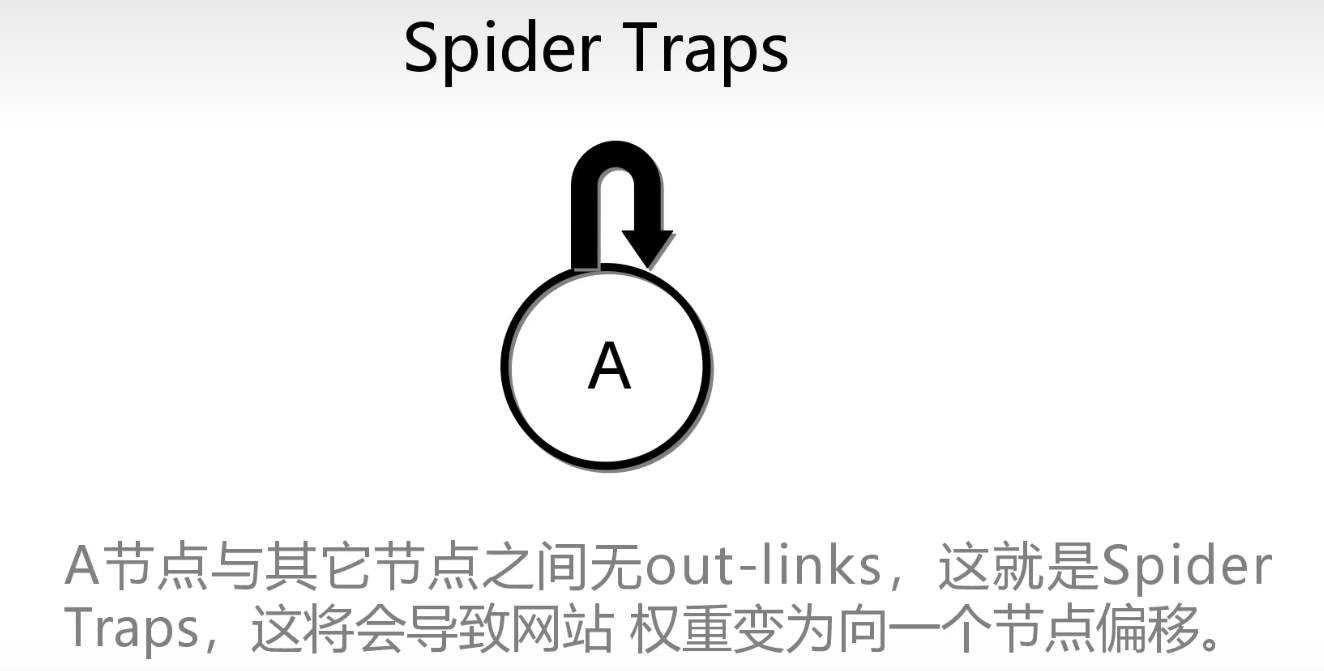 Spider Traps
A
A节点与其它节点之间无out-links，这就是Spider
Traps，这将会导致网站 权重变为向一个节点偏移。